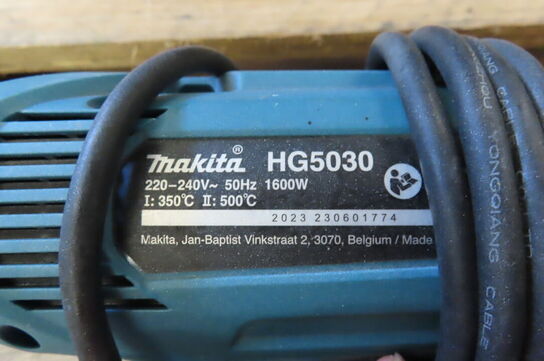 makita® HG5030
220-240V~ 50Hz 1600W
I: 350℃ II: 500℃
2023 230601774
Makita, Jan-Baptist Vinkstraat 2, 3070, Belgium / Made
YONGQIANG CABLE